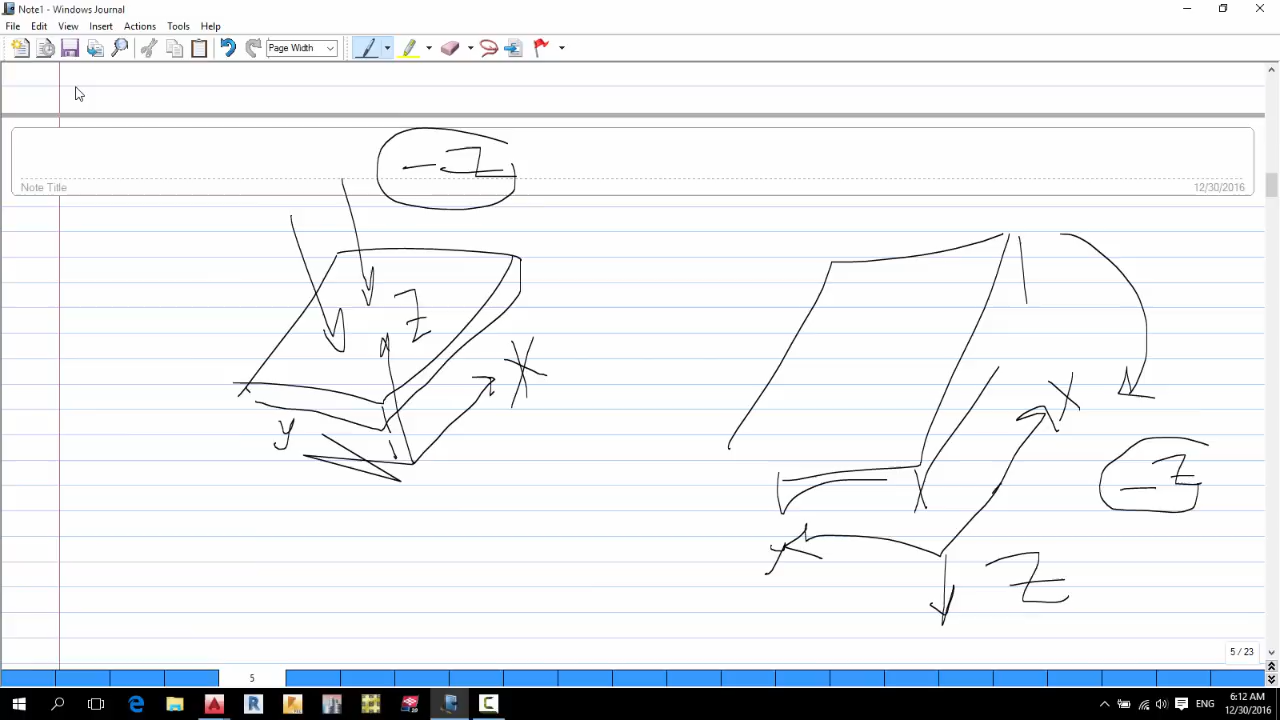 Note1 - Windows Journal
File Edit View Insert Actions Tools Help
Page Width
-Z
Note Title
12/30/2016
Z
X
y
X
-Z
y
Z
5 / 23
5
ENG
6:12 AM
12/30/2016